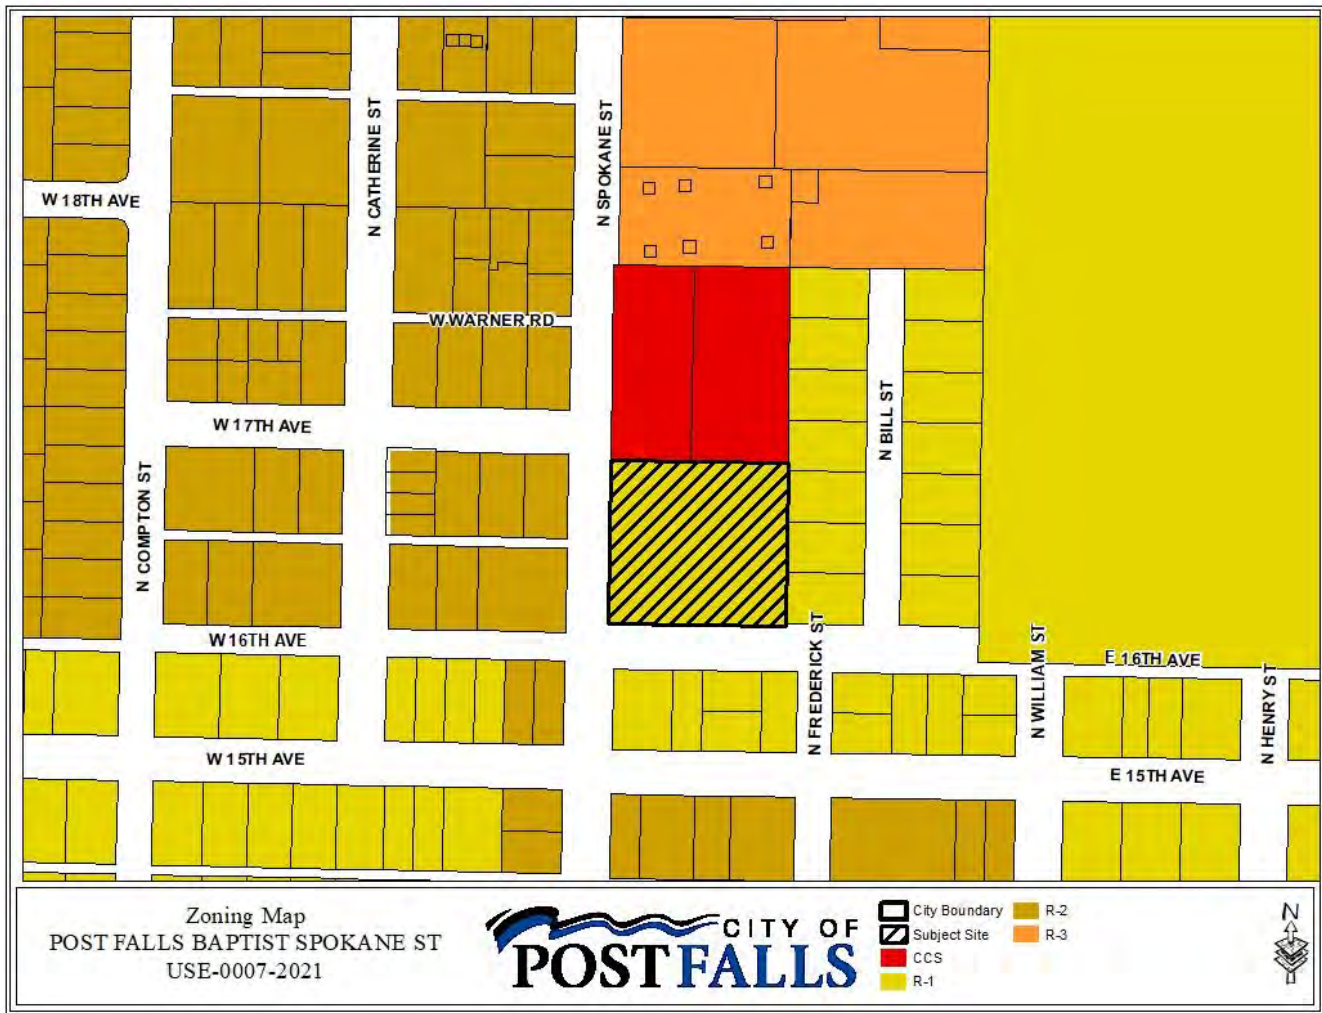 W 18TH AVE
N CATHERINE ST
N SPOKANE ST
W WARNER RD
W 17TH AVE
N BILL ST
N COMPTON ST
W 16TH AVE
N FREDERICK ST
N WILLIAM ST
E 16TH AVE
N HENRY ST
W 15TH AVE
E 15TH AVE
Zoning Map
POST FALLS BAPTIST SPOKANE ST
USE-0007-2021
CITY OF
POST FALLS
City Boundary
Subject Site
CCS
R-1
R-2
R-3
N